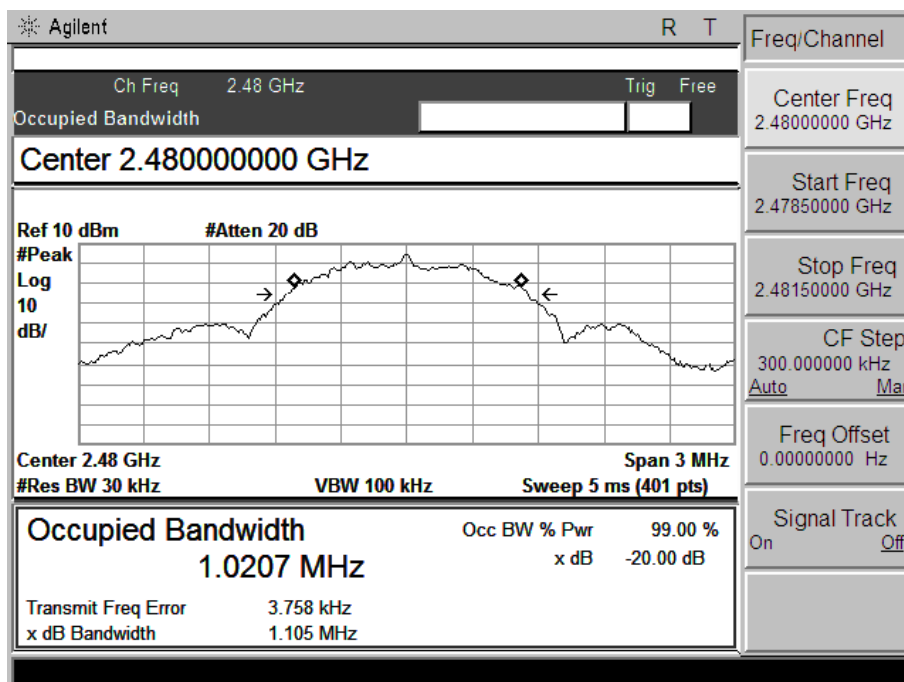 Agilent
R T
Ch Freq 2.48 GHz Trig Free
Occupied Bandwidth
Center 2.480000000 GHz
Ref 10 dBm #Atten 20 dB
#Peak
Log
10
dB/
Center 2.48 GHz Span 3 MHz
#Res BW 30 kHz VBW 100 kHz Sweep 5 ms (401 pts)
Occupied Bandwidth
1.0207 MHz
Occ BW % Pwr 99.00 %
x dB -20.00 dB
Transmit Freq Error 3.758 kHz
x dB Bandwidth 1.105 MHz
Freq/Channel
Center Freq
2.48000000 GHz
Start Freq
2.47850000 GHz
Stop Freq
2.48150000 GHz
CF Step
300.000000 kHz
Auto Ma
Freq Offset
0.00000000 Hz
Signal Track
On Off